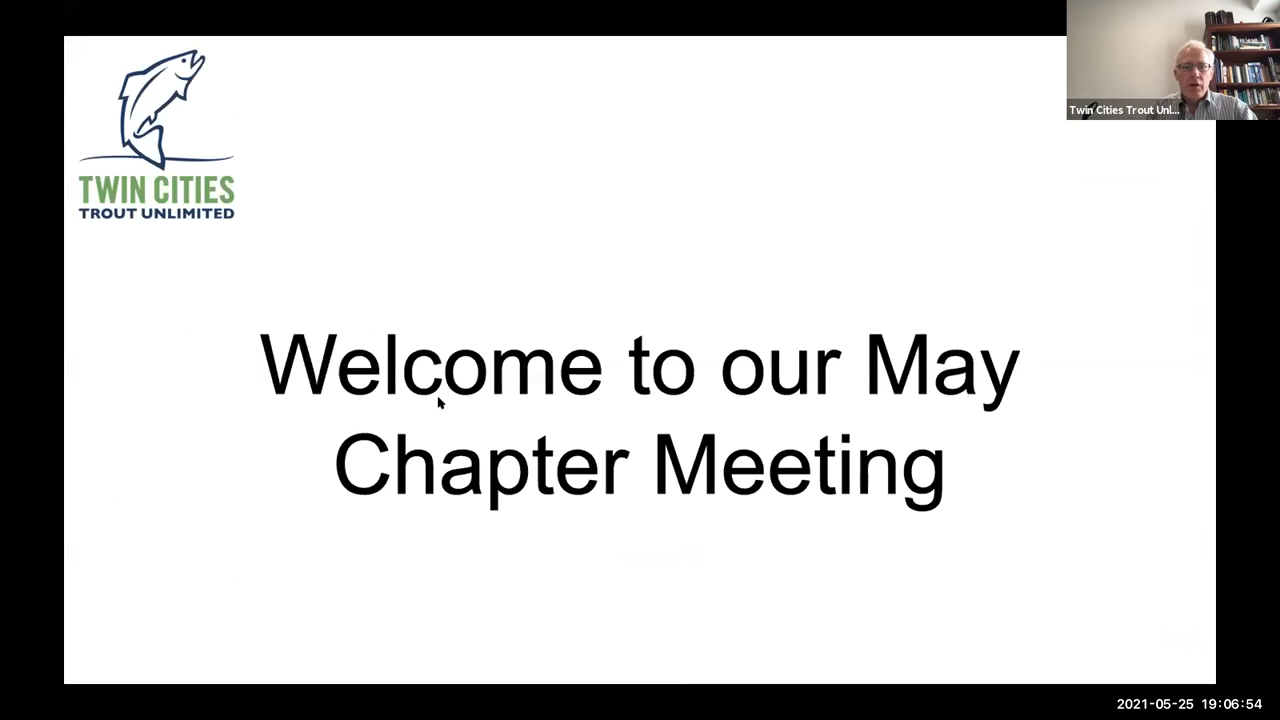 TWIN CITIES
TROUT UNLIMITED
Twin Cities Trout Unl...
Welcome to our May
Chapter Meeting
2021-05-25 19:06:54